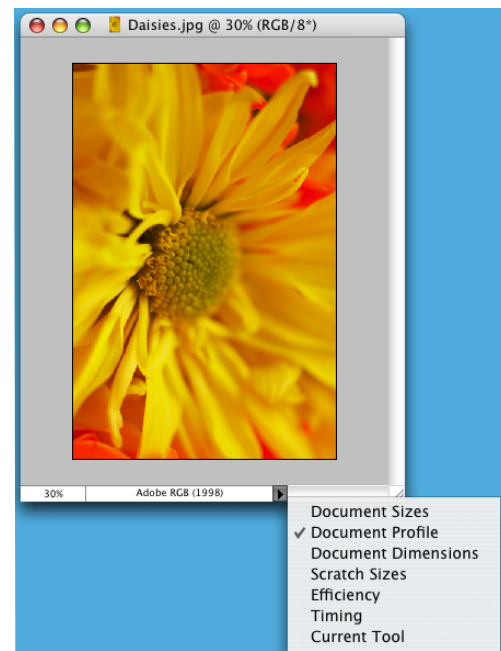 Daisies.jpg @ 30% (RGB/8*)
30% Adobe RGB (1998)
Document Sizes
✓ Document Profile
Document Dimensions
Scratch Sizes
Efficiency
Timing
Current Tool